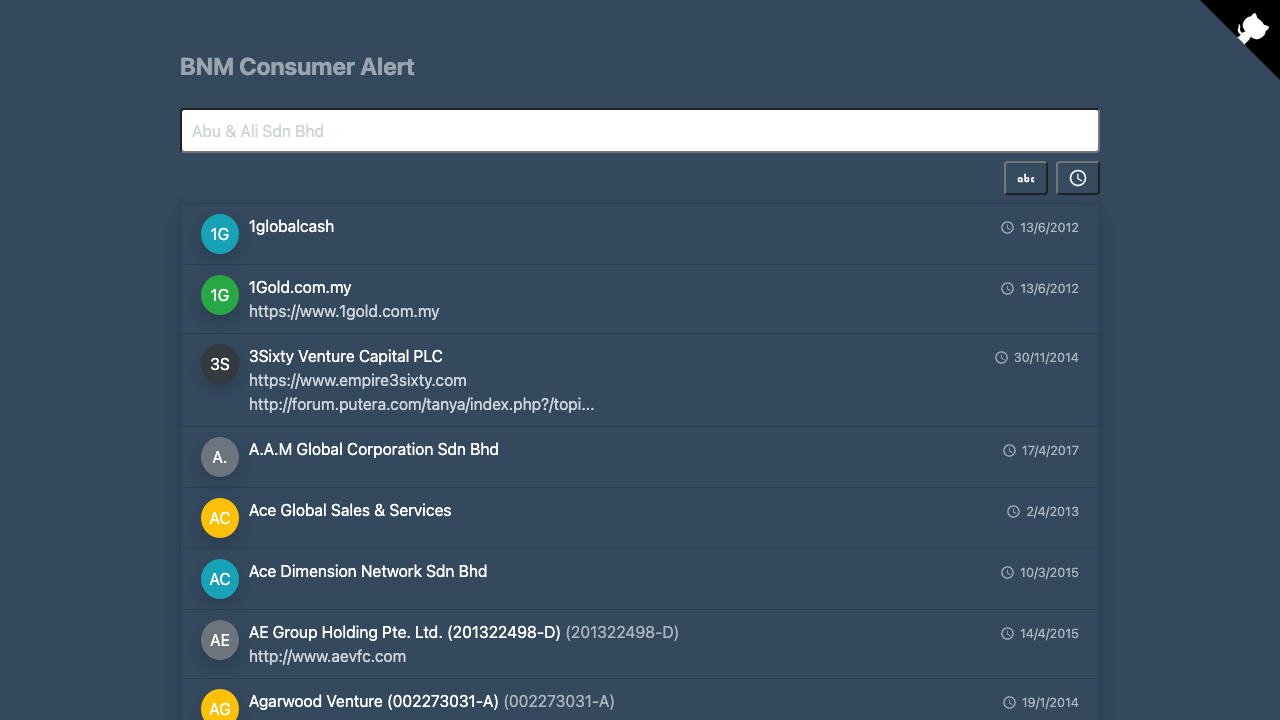 BNM Consumer Alert
Abu & Ali Sdn Bhd
abc
1G 1globalcash 13/6/2012
1G 1Gold.com.my 13/6/2012
https://www.1gold.com.my
3S 3Sixty Venture Capital PLC 30/11/2014
https://www.empire3sixty.com
http://forum.putera.com/tanya/index.php?/topi...
A. A.A.M Global Corporation Sdn Bhd 17/4/2017
AC Ace Global Sales & Services 2/4/2013
AC Ace Dimension Network Sdn Bhd 10/3/2015
AE AE Group Holding Pte. Ltd. (201322498-D) (201322498-D) 14/4/2015
http://www.aevfc.com
AG Agarwood Venture (002273031-A) (002273031-A) 19/1/2014